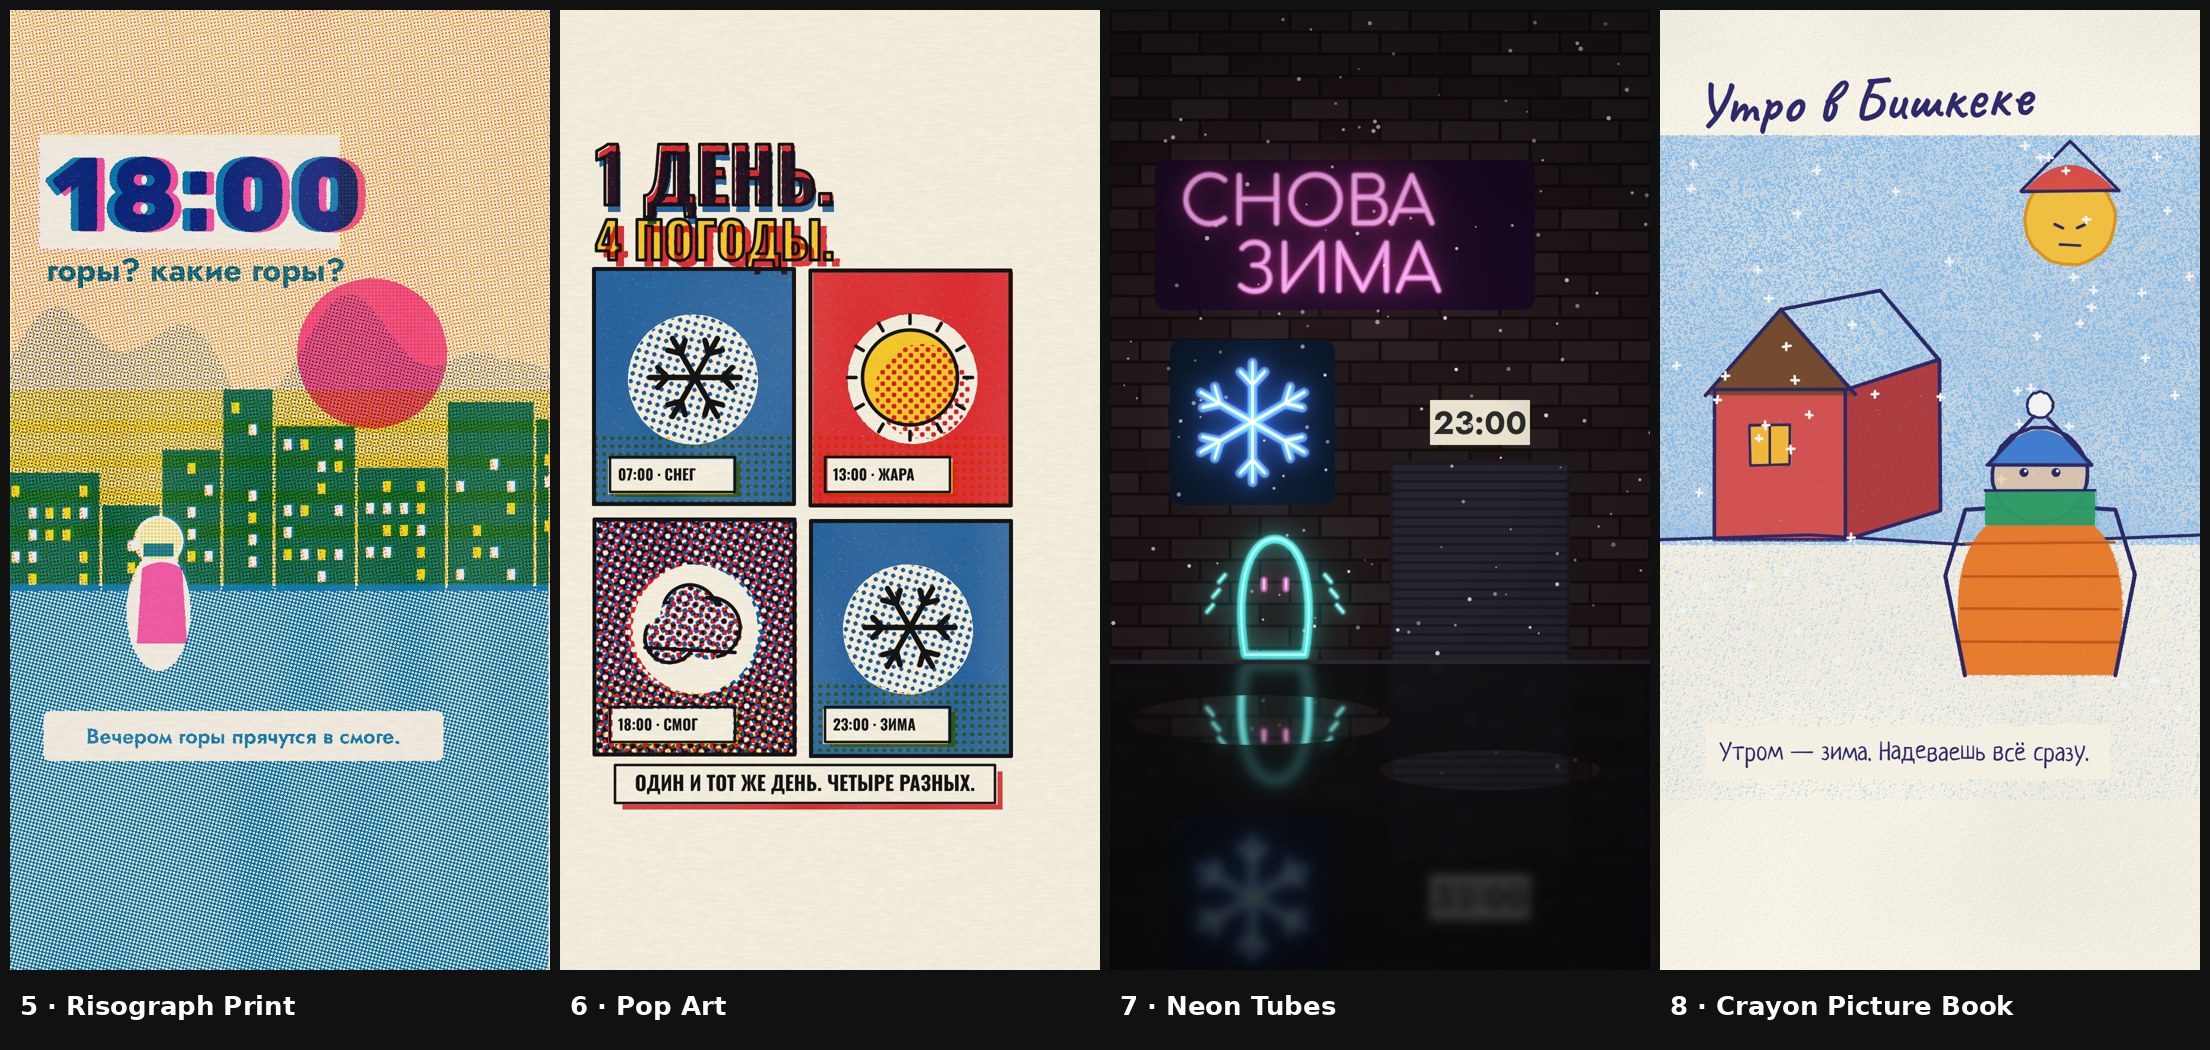 18:00
горы? какие горы?
Вечером горы прячутся в смоге.
5 · Risograph Print
1 ДЕНЬ.
4 ПОГОДЫ.
07:00 · СНЕГ
13:00 · ЖАРА
18:00 · СМОГ
23:00 · ЗИМА
ОДИН И ТОТ ЖЕ ДЕНЬ. ЧЕТЫРЕ РАЗНЫХ.
6 · Pop Art
СНОВА
ЗИМА
23:00
7 · Neon Tubes
Утро в Бишкеке
Утром — зима. Надеваешь всё сразу.
8 · Crayon Picture Book